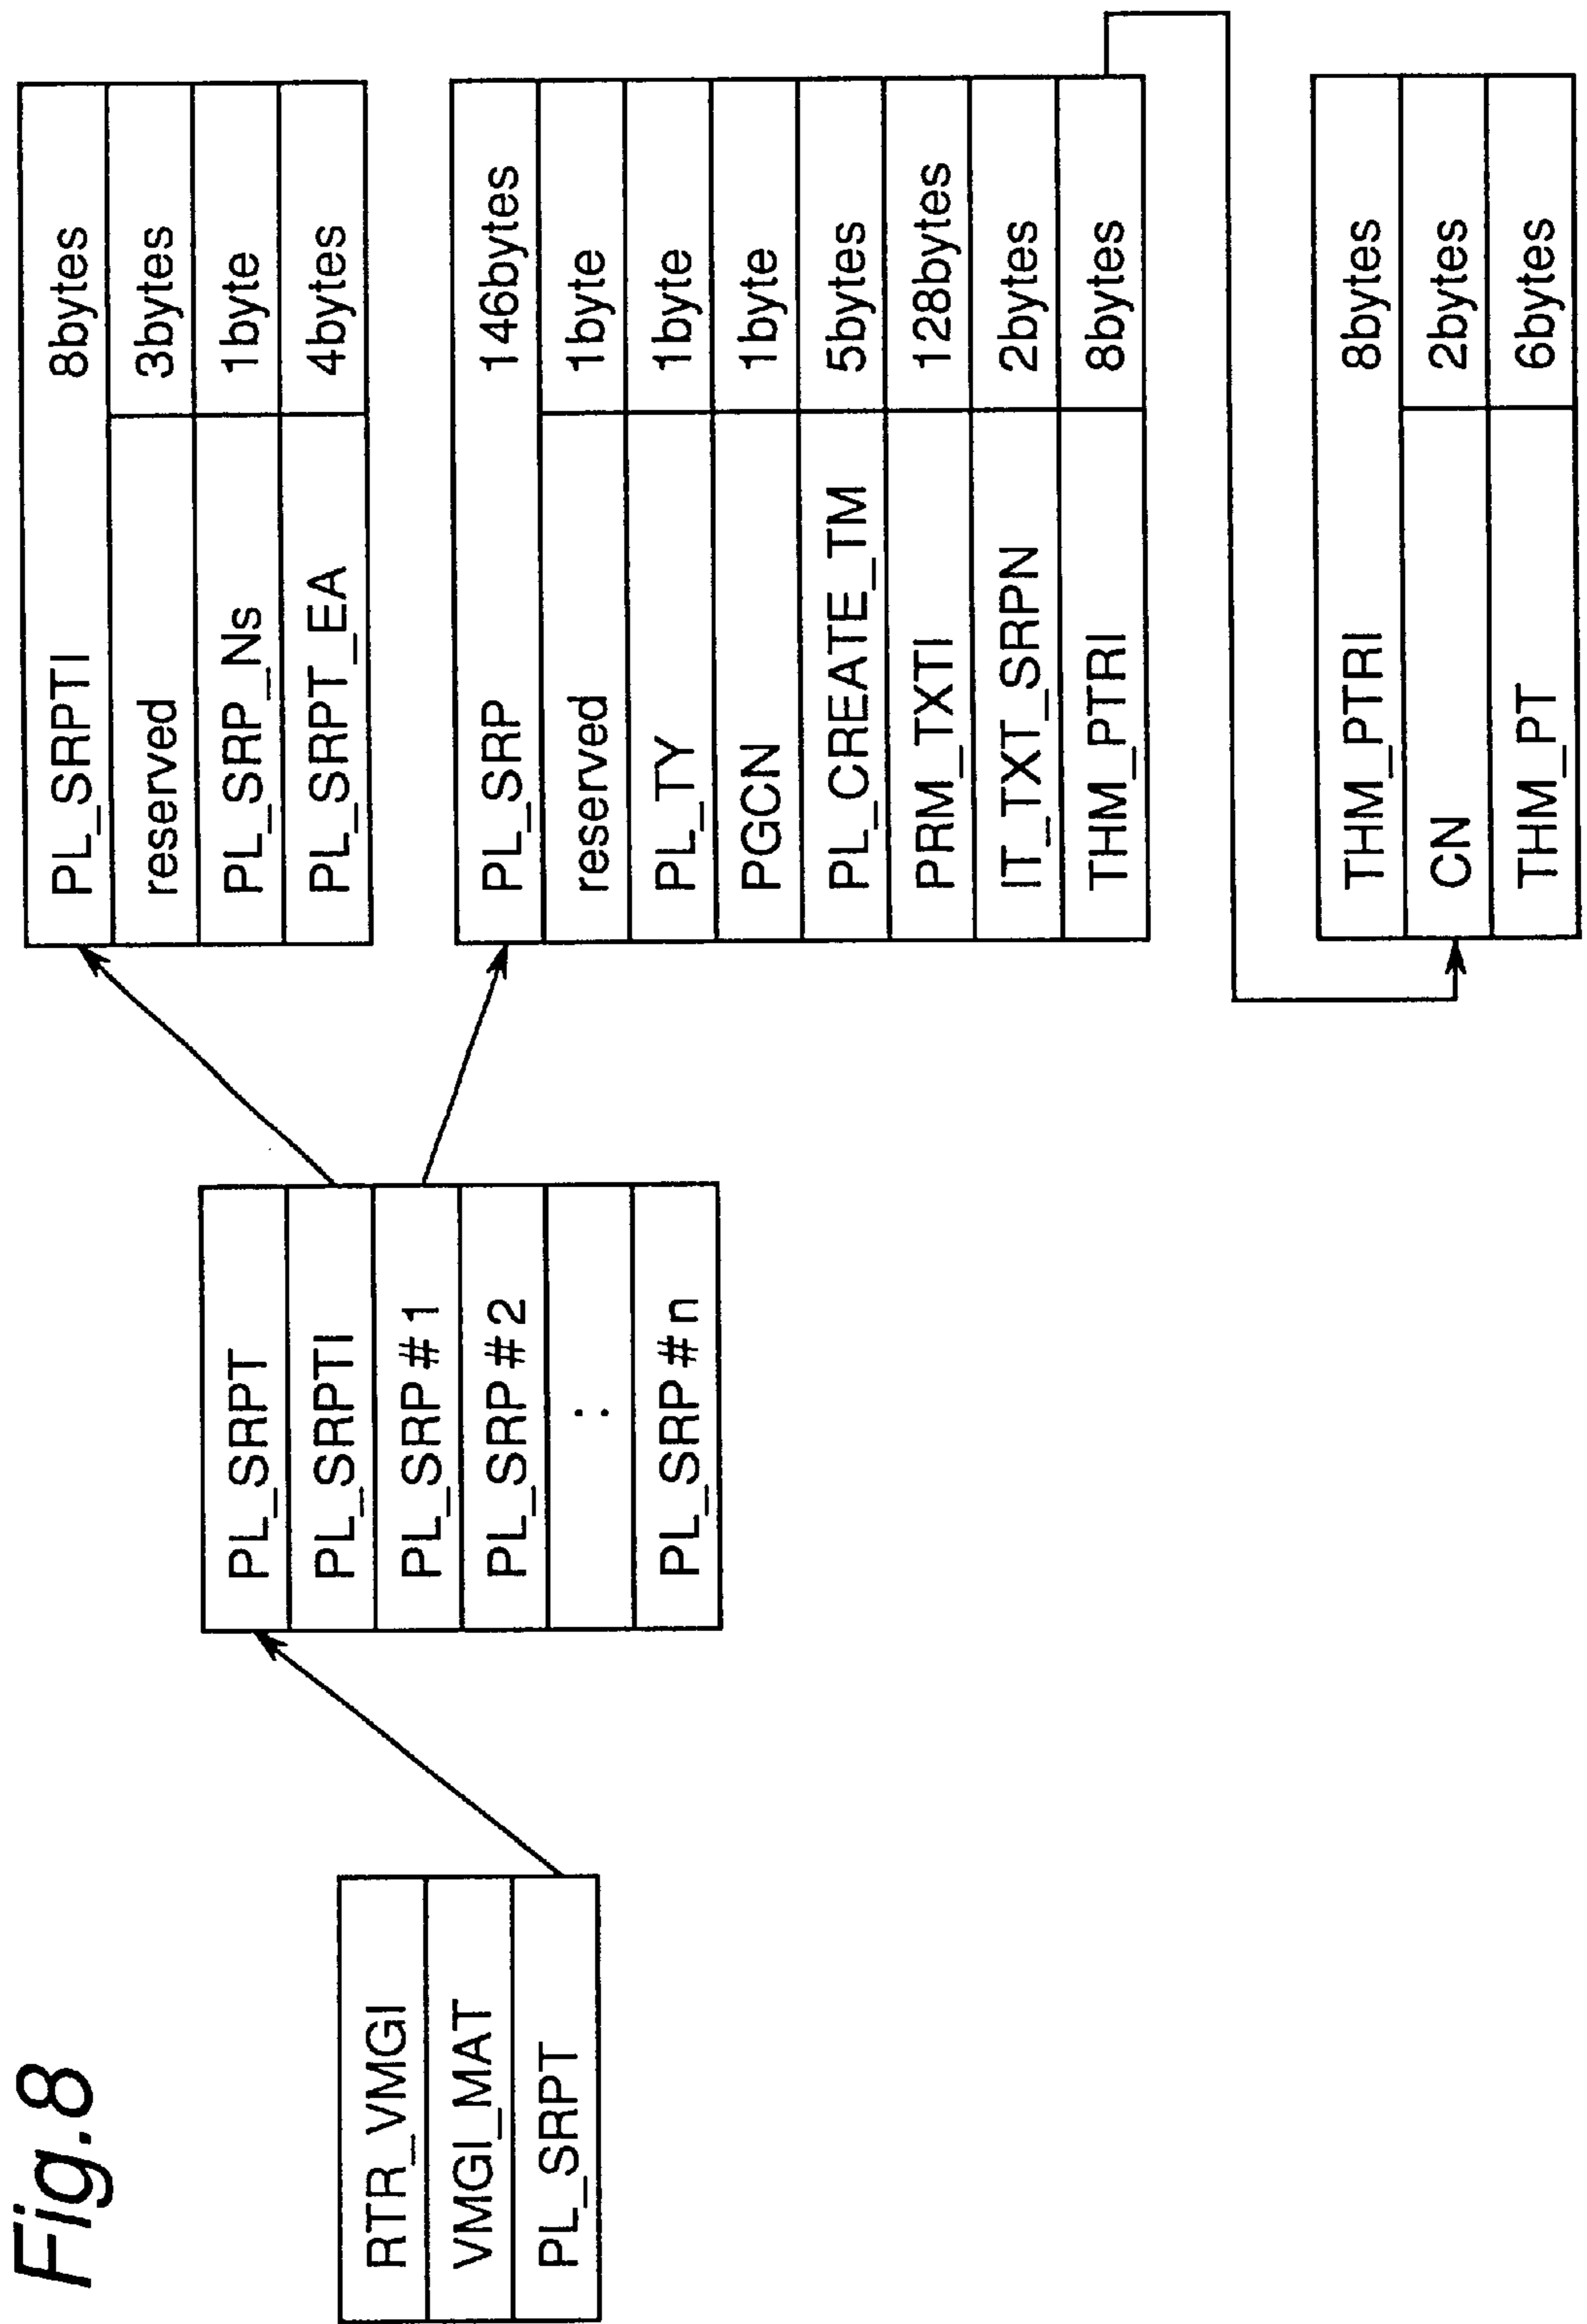 Fig.8
RTR_VMGI
VMGI_MAT
PL_SRPT
PL_SRPT
PL_SRPTI
PL_SRP#1
PL_SRP#2
:
PL_SRP#n
PL_SRPTI 8bytes
reserved 3bytes
PL_SRP_Ns 1byte
PL_SRPT_EA 4bytes
PL_SRP 146bytes
reserved 1byte
PL_TY 1byte
PGCN 1byte
PL_CREATE_TM 5bytes
PRM_TXTI 128bytes
IT_TXT_SRPN 2bytes
THM_PTRI 8bytes
THM_PTRI 8bytes
CN 2bytes
THM_PT 6bytes